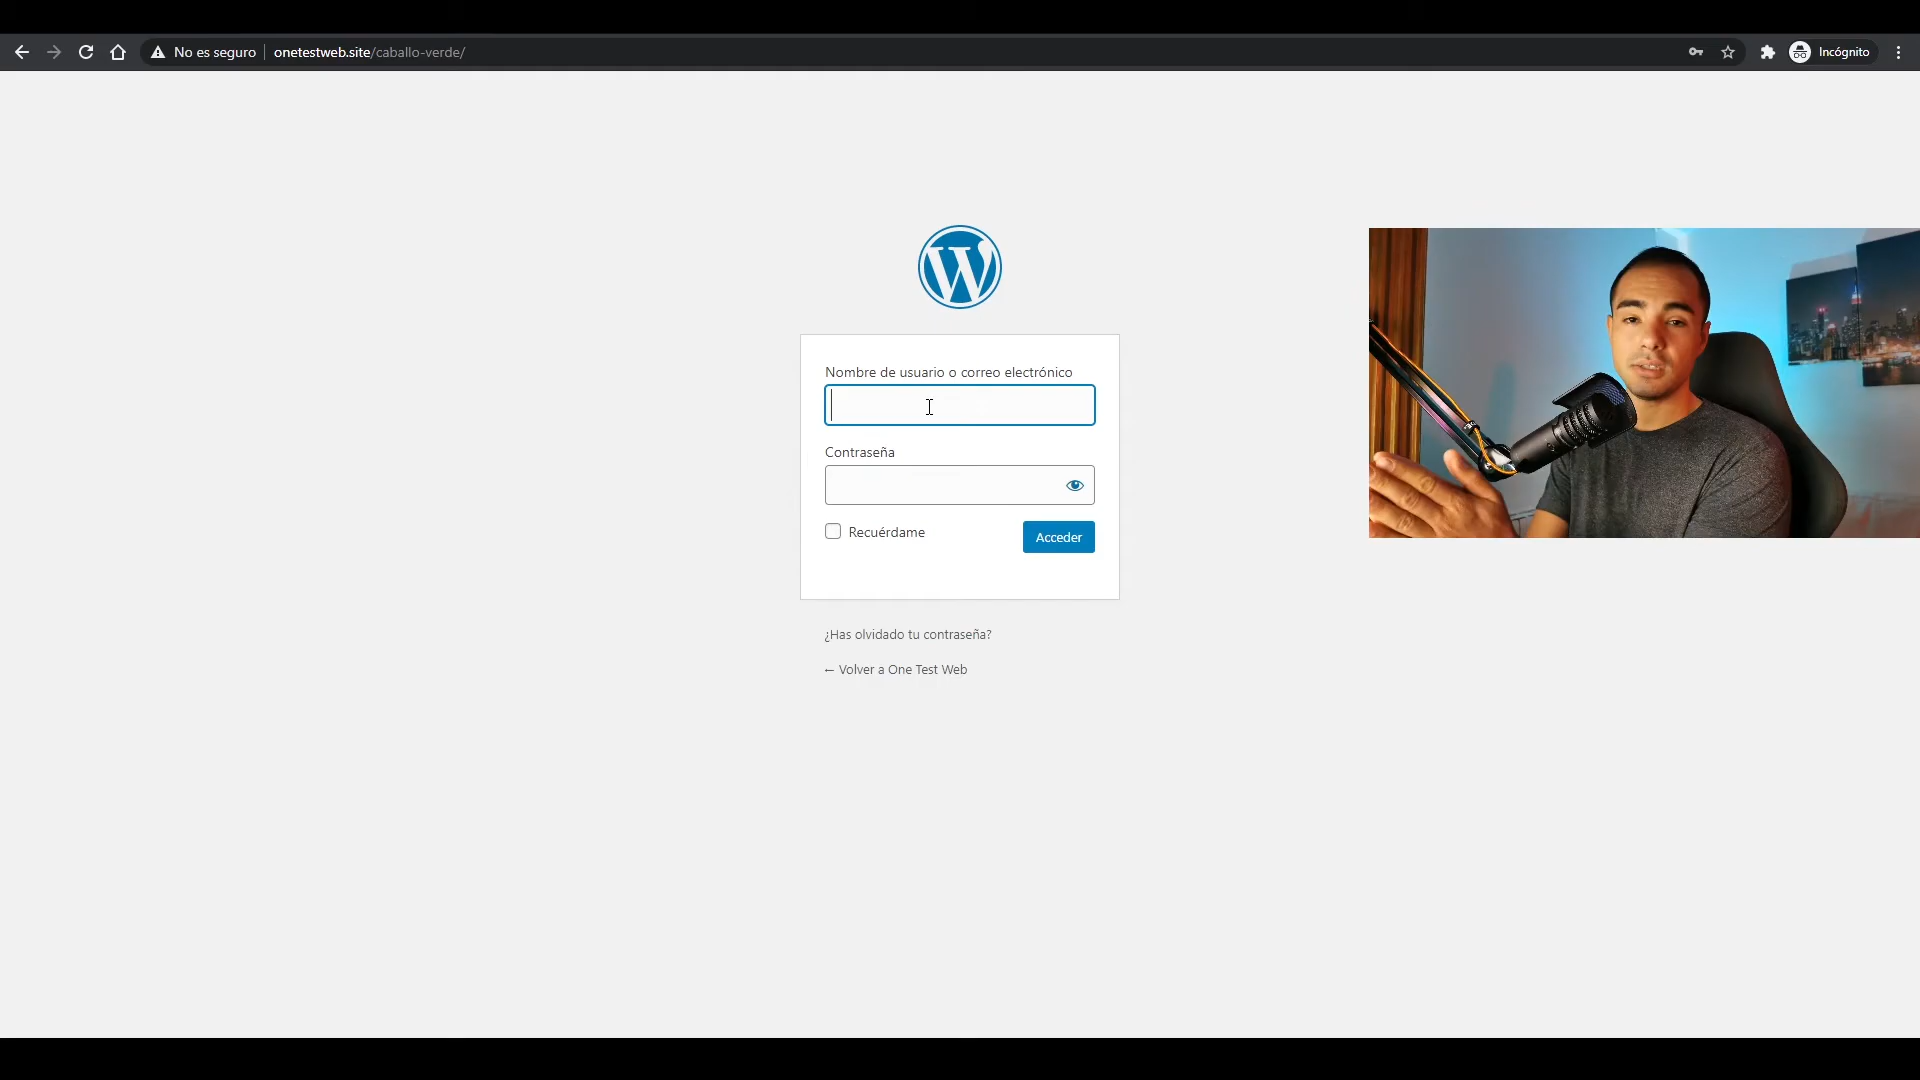 No es seguro
onetestweb.site/caballo-verde/
Incógnito
Nombre de usuario o correo electrónico
Contraseña
Recuérdame
Acceder
¿Has olvidado tu contraseña?
← Volver a One Test Web